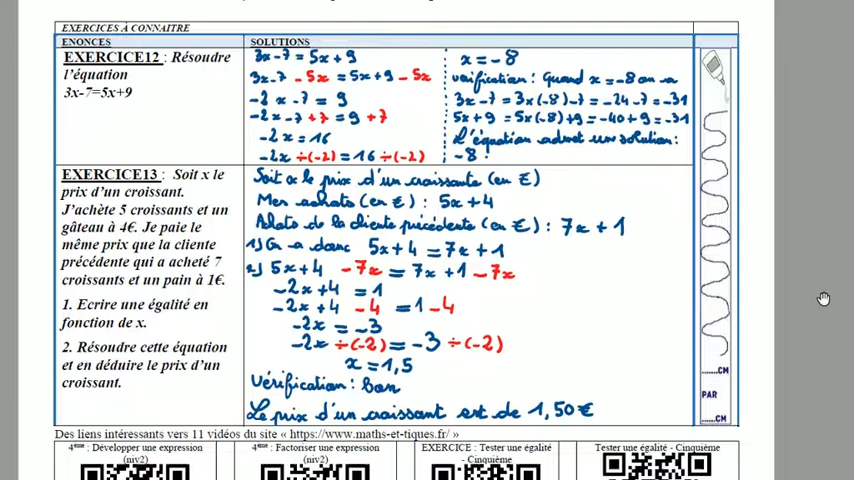 EXERCICES À CONNAITRE
ENONCES
SOLUTIONS
EXERCICE12 : Résoudre
l'équation
3x-7=5x+9
3x-7 = 5x+9
3x-7 -5x = 5x+9 -5x
-2x -7 = 9
-2x -7 +7 = 9 +7
-2x = 16
-2x ÷(-2) = 16 ÷(-2)
x = -8
vérification : Quand x = -8 on a
3x-7 = 3x(-8)-7 = -24-7 = -31
5x+9 = 5x(-8)+9 = -40+9 = -31
L'équation admet une solution :
-8.
EXERCICE13 : Soit x le
prix d'un croissant.
J'achète 5 croissants et un
gâteau à 4€. Je paie le
même prix que la cliente
précédente qui a acheté 7
croissants et un pain à 1€.
1. Ecrire une égalité en
fonction de x.
2. Résoudre cette équation
et en déduire le prix d'un
croissant.
Soit x le prix d'un croissant (en €)
Mes achats (en €) : 5x+4
Achats de la cliente précédente (en €) : 7x + 1
1) On a donc 5x+4 = 7x+1
2) 5x+4 -7x = 7x+1 -7x
-2x+4 = 1
-2x+4 -4 = 1 -4
-2x = -3
-2x ÷(-2) = -3 ÷(-2)
x = 1,5
Vérification : bon
Le prix d'un croissant est de 1,50€
......CM
PAR
......CM
Des liens intéressants vers 11 vidéos du site « https://www.maths-et-tiques.fr/ »
4ème : Développer une expression
(niv2)
4ème : Factoriser une expression
(niv2)
EXERCICE : Tester une égalité
- Cinquième
Tester une égalité - Cinquième